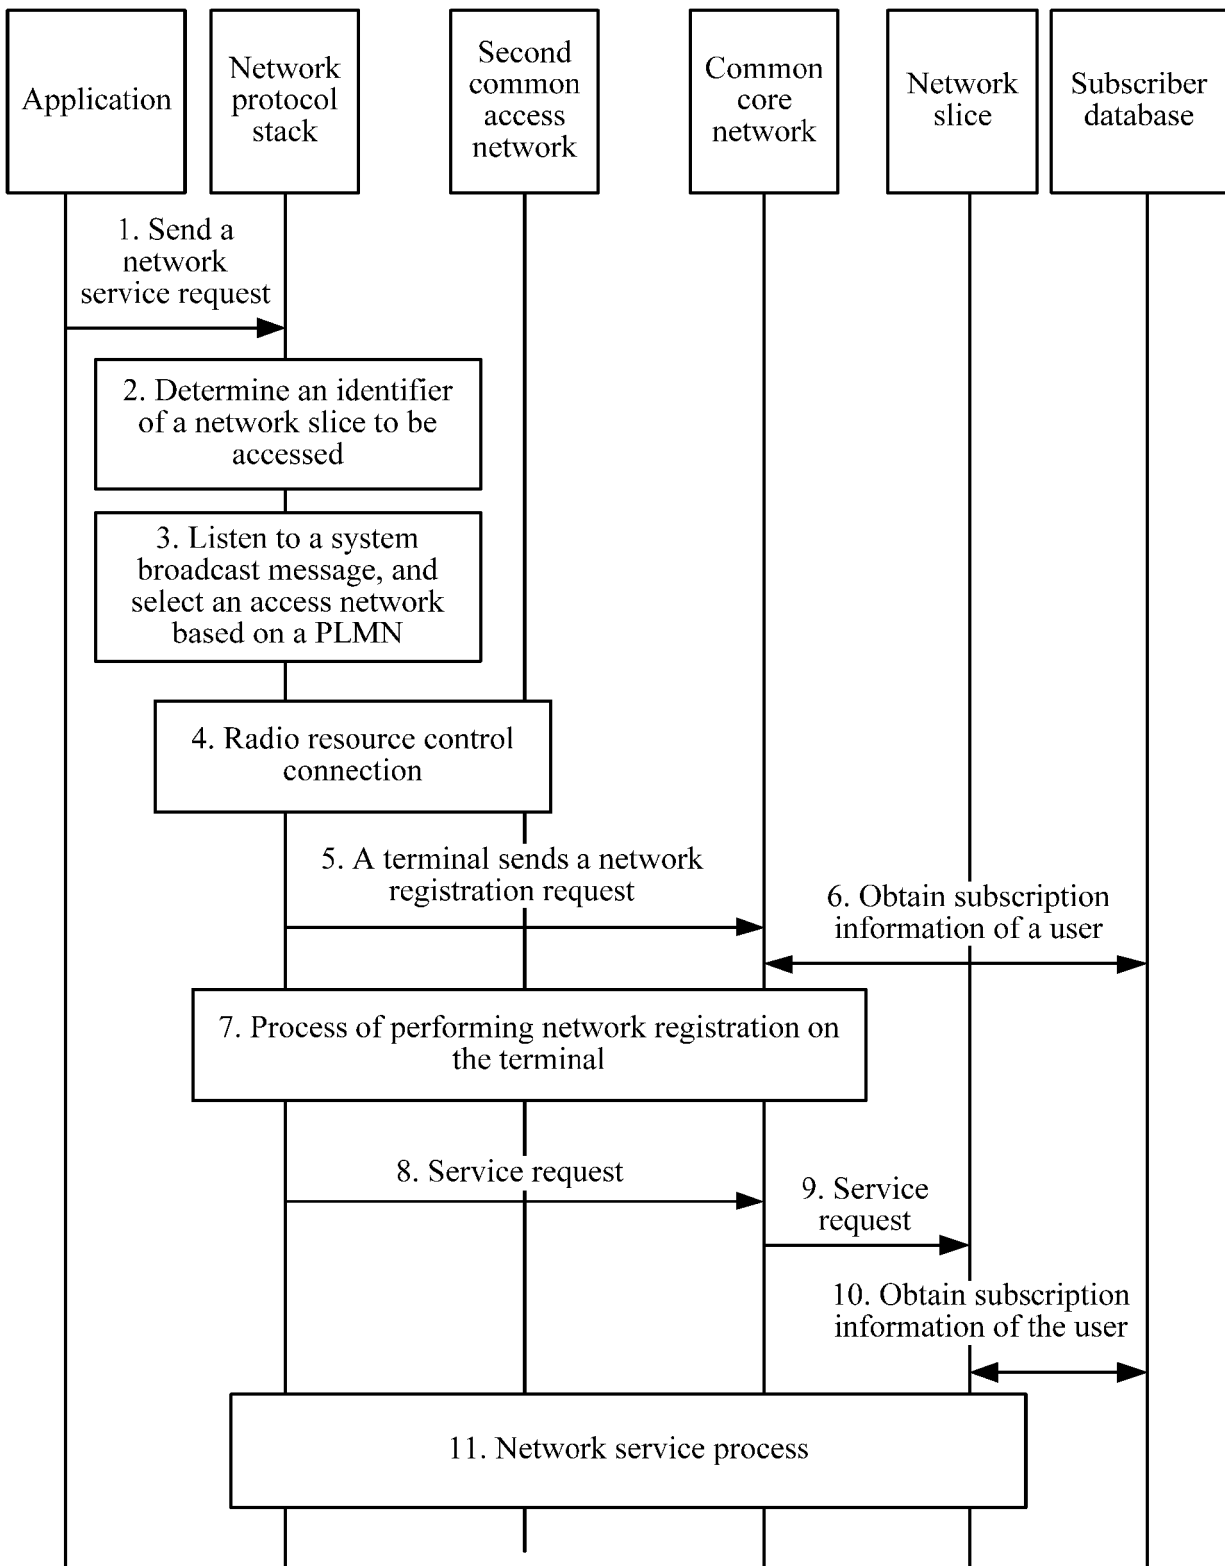 Application
Network
protocol
stack
Second
common
access
network
Common
core
network
Network
slice
Subscriber
database
1. Send a
network
service request
2. Determine an identifier
of a network slice to be
accessed
3. Listen to a system
broadcast message, and
select an access network
based on a PLMN
4. Radio resource control
connection
5. A terminal sends a network
registration request
6. Obtain subscription
information of a user
7. Process of performing network registration on
the terminal
8. Service request
9. Service
request
10. Obtain subscription
information of the user
11. Network service process